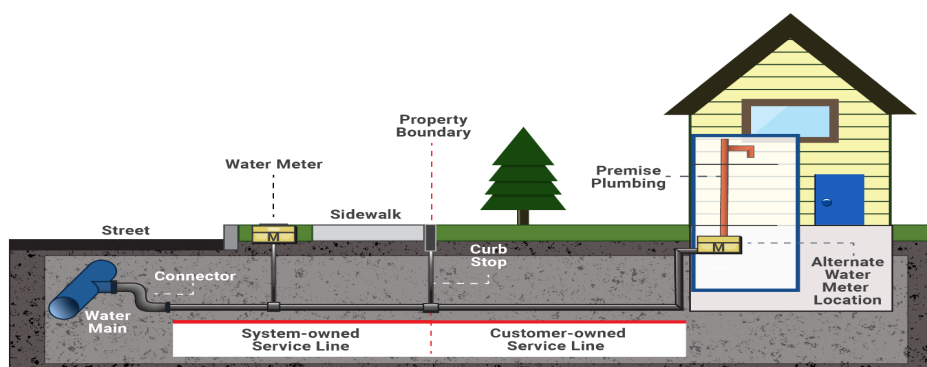 Property
Boundary
Water Meter
Premise
Plumbing
Sidewalk
Street
M
M
Curb
Stop
Connector
Alternate
Water
Meter
Location
Water
Main
System-owned
Service Line
Customer-owned
Service Line